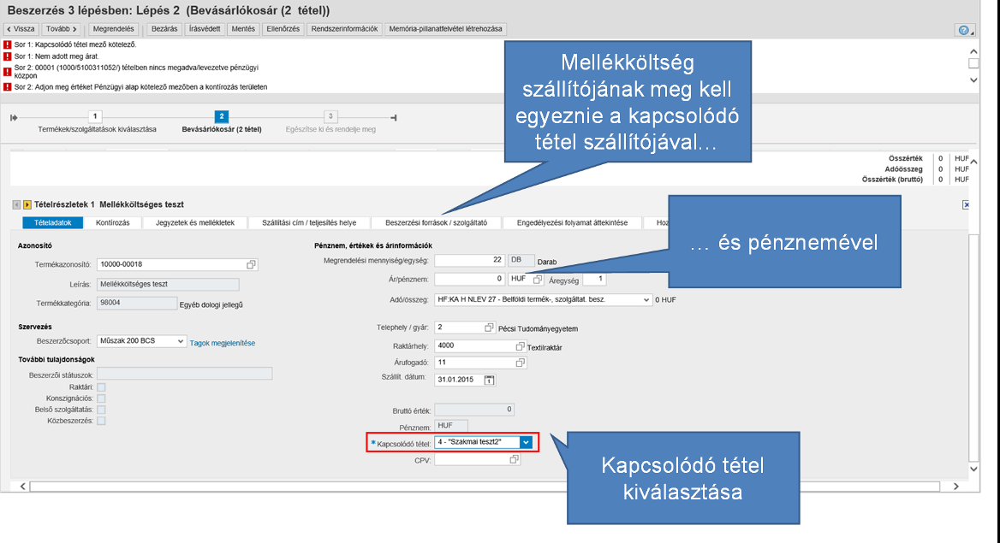 Beszerzés 3 lépésben: Lépés 2 (Bevásárlókosár (2 tétel))
Vissza Tovább Megrendelés Bezárás Írásvédett Mentés Ellenőrzés Rendszerinformációk Memória-pillanatfelvétel létrehozása
Sor 1: Kapcsolódó tétel mező kötelező.
Sor 1: Nem adott meg árat.
Sor 2: 00001 (1000/5100311052/) tételben nincs megadva/levezetve pénzügyi
központ
Sor 2: Adjon meg értéket Pénzügyi alap kötelező mezőben a kontírozás területen
Mellékköltség
szállítójának meg kell
egyeznie a kapcsolódó
tétel szállítójával…
1 2 3
Termékek/szolgáltatások kiválasztása Bevásárlókosár (2 tétel) Egészítse ki és rendelje meg
Összérték 0 HUF
Adóösszeg 0 HUF
Összérték (bruttó) 0 HUF
Tételrészletek 1 Mellékköltséges teszt
Tételadatok Kontírozás Jegyzetek és mellékletek Szállítási cím / teljesítés helye Beszerzési források / szolgáltató Engedélyezési folyamat áttekintése Hoz
… és pénznemével
Azonosító
Termékazonosító: 10000-00018
Leírás: Mellékköltséges teszt
Termékkategória: 98004 Egyéb dologi jellegű
Szervezés
Beszerzőcsoport: Műszak 200 BCS Tagok megjelenítése
További tulajdonságok
Beszerzői státuszok:
Raktári:
Konszignációs:
Belső szolgáltatás:
Közbeszerzés:
Pénznem, értékek és árinformációk
Megrendelési mennyiség/egység: 22 DB Darab
Ár/pénznem: 0 HUF Áregység 1
Adó/összeg: HF:KA H NLEV 27 - Belföldi termék-, szolgáltat. besz. 0 HUF
Telephely / gyár: 2 Pécsi Tudományegyetem
Raktárhely: 4000 Textilraktár
Árufogadó: 11
Szállít. dátum: 31.01.2015
Bruttó érték: 0
Pénznem: HUF
* Kapcsolódó tétel: 4 - "Szakmai teszt2"
CPV:
Kapcsolódó tétel
kiválasztása